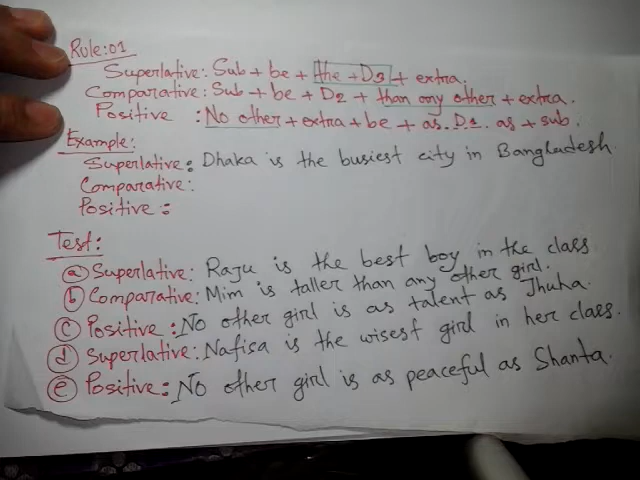 Rule:01
Superlative: Sub + be + the + D3 + extra.
Comparative: Sub + be + D2 + than any other + extra.
Positive : No other + extra + be + as..D1..as + sub.
Example:
Superlative: Dhaka is the busiest city in Bangladesh.
Comparative:
Positive :
Test:
(a) Superlative: Raju is the best boy in the class
(b) Comparative: Mim is taller than any other girl.
(c) Positive : No other girl is as talent as Jhuha.
(d) Superlative: Nafisa is the wisest girl in her class.
(e) Positive: No other girl is as peaceful as Shanta.